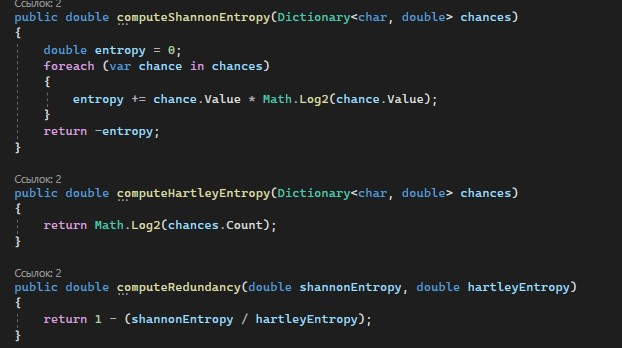 Ссылок: 2
public double computeShannonEntropy(Dictionary<char, double> chances)
{
    double entropy = 0;
    foreach (var chance in chances)
    {
        entropy += chance.Value * Math.Log2(chance.Value);
    }
    return -entropy;
}
Ссылок: 2
public double computeHartleyEntropy(Dictionary<char, double> chances)
{
    return Math.Log2(chances.Count);
}
Ссылок: 2
public double computeRedundancy(double shannonEntropy, double hartleyEntropy)
{
    return 1 - (shannonEntropy / hartleyEntropy);
}